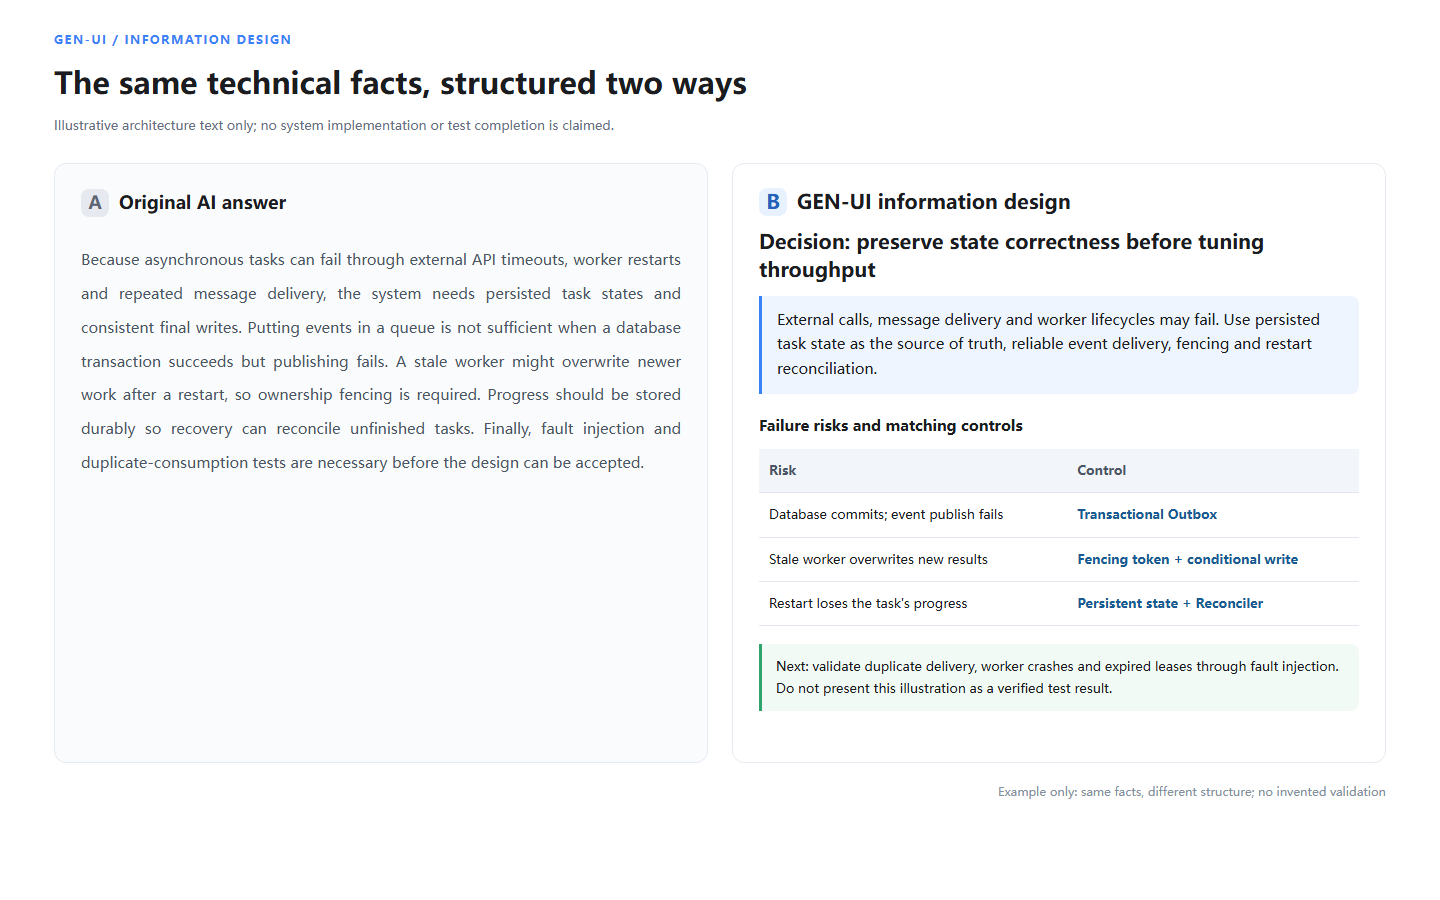 GEN-UI / INFORMATION DESIGN
The same technical facts, structured two ways
Illustrative architecture text only; no system implementation or test completion is claimed.
A Original AI answer
Because asynchronous tasks can fail through external API timeouts, worker restarts
and repeated message delivery, the system needs persisted task states and
consistent final writes. Putting events in a queue is not sufficient when a database
transaction succeeds but publishing fails. A stale worker might overwrite newer
work after a restart, so ownership fencing is required. Progress should be stored
durably so recovery can reconcile unfinished tasks. Finally, fault injection and
duplicate-consumption tests are necessary before the design can be accepted.
B GEN-UI information design
Decision: preserve state correctness before tuning
throughput
External calls, message delivery and worker lifecycles may fail. Use persisted
task state as the source of truth, reliable event delivery, fencing and restart
reconciliation.
Failure risks and matching controls
Risk Control
Database commits; event publish fails Transactional Outbox
Stale worker overwrites new results Fencing token + conditional write
Restart loses the task's progress Persistent state + Reconciler
Next: validate duplicate delivery, worker crashes and expired leases through fault injection.
Do not present this illustration as a verified test result.
Example only: same facts, different structure; no invented validation